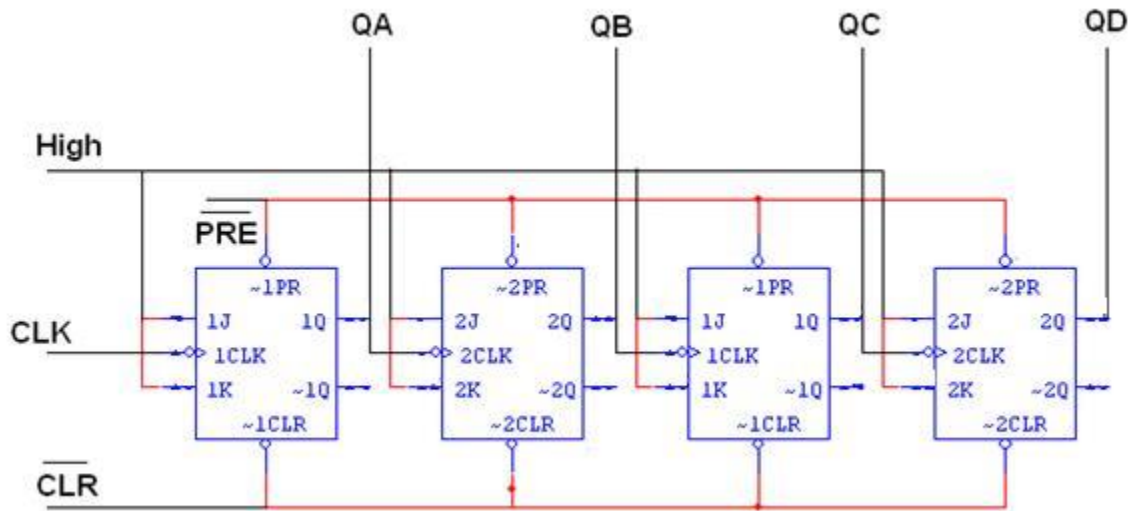 QA QB QC QD
High
PRE
~1PR ~2PR ~1PR ~2PR
1J 1Q 2J 2Q 1J 1Q 2J 2Q
CLK 1CLK 2CLK 1CLK 2CLK
1K ~1Q 2K ~2Q 1K ~1Q 2K ~2Q
~1CLR ~2CLR ~1CLR ~2CLR
CLR